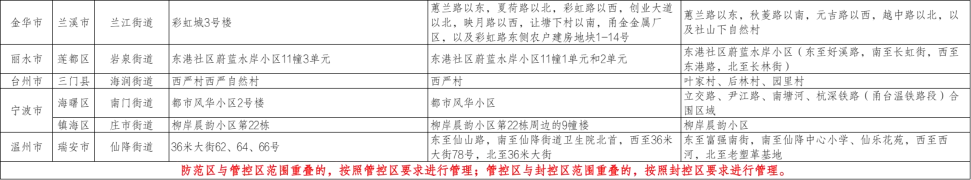 蕙兰路以东，夏荷路以北，彩虹路以西，创业大道以北，映月路以西，让塘下村以南，甬金金属厂区，以及彩虹路东侧农户建房地块1-14号
蕙兰路以东，秋菱路以南，元吉路以西，越中路以北，以及社山下自然村
金华市 兰溪市 兰江街道 彩虹城3号楼
丽水市 莲都区 岩泉街道 东港社区蔚蓝水岸小区11幢3单元 东港社区蔚蓝水岸小区11幢1单元和2单元
东港社区蔚蓝水岸小区（东至好溪路，南至长虹街，西至东港路，北至长林街）
台州市 三门县 海润街道 西严村西严自然村 西严村 叶家村、后林村、园里村
宁波市 海曙区 南门街道 都市风华小区2号楼 都市风华小区
立交路、尹江路、南塘河、杭深铁路（甬台温铁路段）合围区域
镇海区 庄市街道 柳岸晨韵小区第22栋 柳岸晨韵小区第22栋周边的9幢楼 柳岸晨韵小区
温州市 瑞安市 仙降街道 36米大街62、64、66号
东至仙山路，南至仙降街道卫生院北首，西至36米大街78号，北至36米大街
东至富强南街，南至仙降中心小学、仙乐花苑，西至西河，北至老塑革基地
防范区与管控区范围重叠的，按照管控区要求进行管理；管控区与封控区范围重叠的，按照封控区要求进行管理。